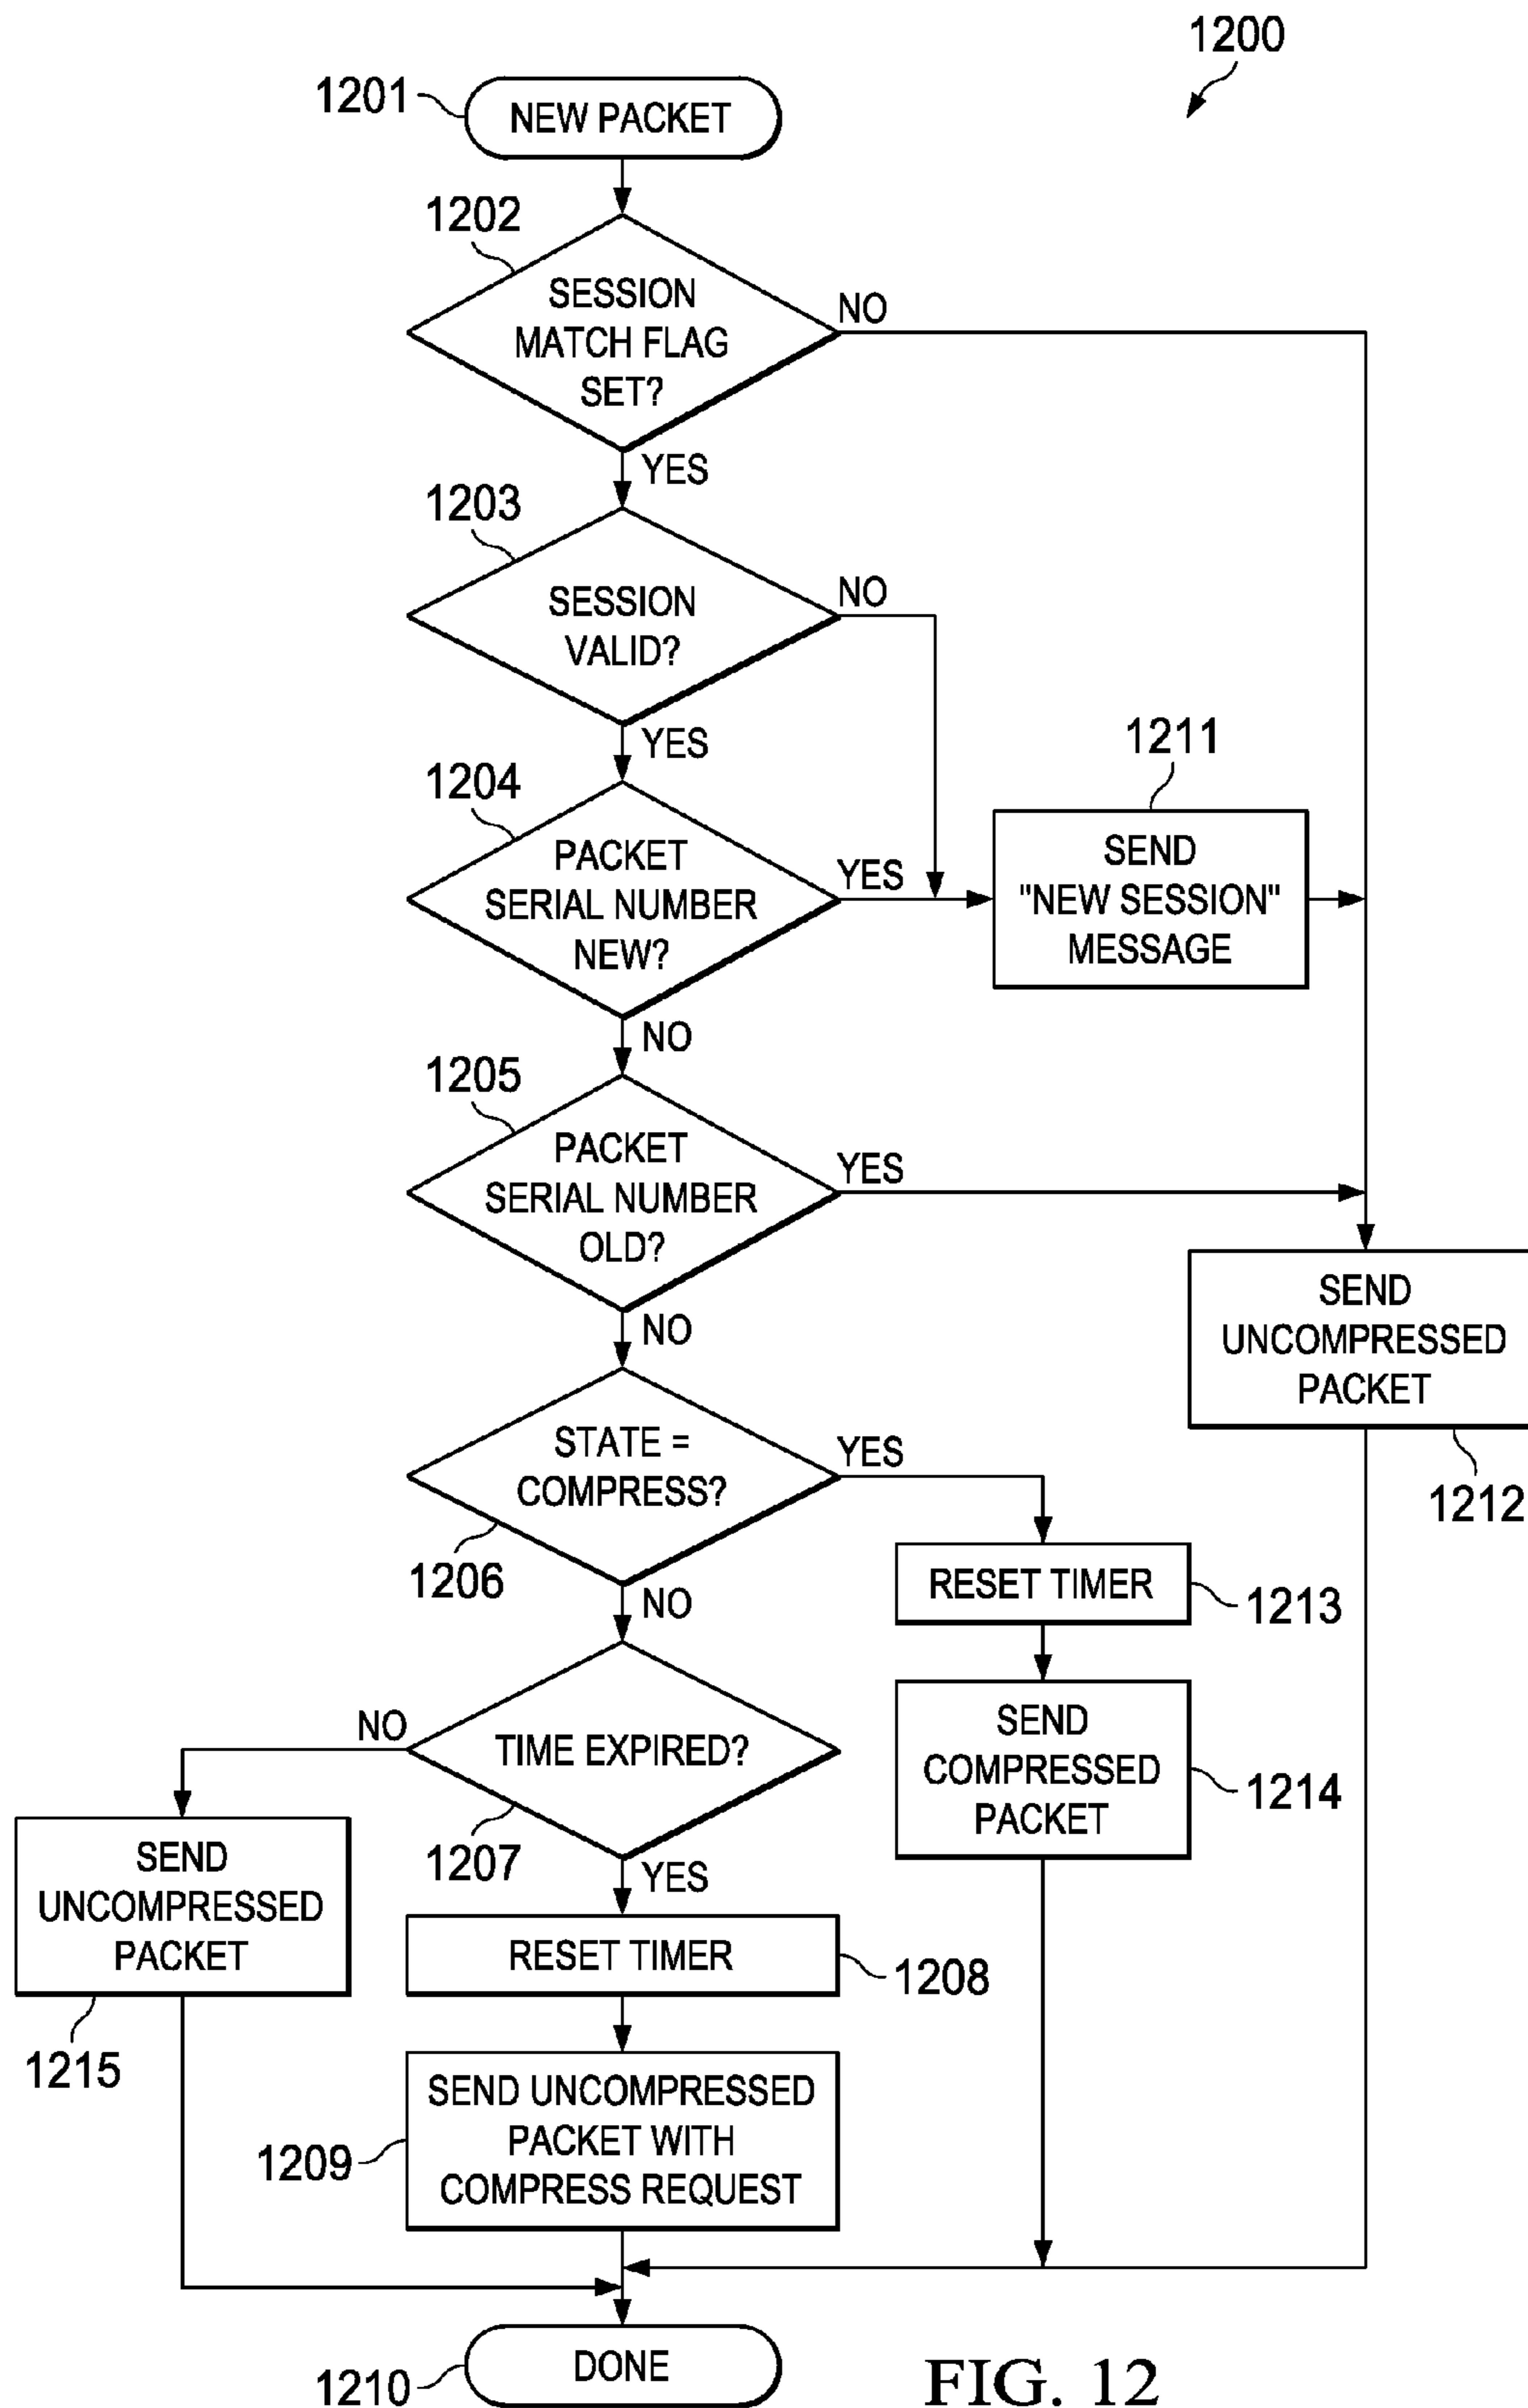 1200
1201
NEW PACKET
1202
SESSION
MATCH FLAG
SET?
NO
YES
1203
SESSION
VALID?
NO
YES
1204
PACKET
SERIAL NUMBER
NEW?
YES
NO
1211
SEND
"NEW SESSION"
MESSAGE
1205
PACKET
SERIAL NUMBER
OLD?
YES
NO
SEND
UNCOMPRESSED
PACKET
1212
STATE =
COMPRESS?
YES
1206
NO
RESET TIMER
1213
SEND
COMPRESSED
PACKET
1214
TIME EXPIRED?
NO
1207
YES
SEND
UNCOMPRESSED
PACKET
1215
RESET TIMER
1208
SEND UNCOMPRESSED
PACKET WITH
COMPRESS REQUEST
1209
DONE
1210
FIG. 12